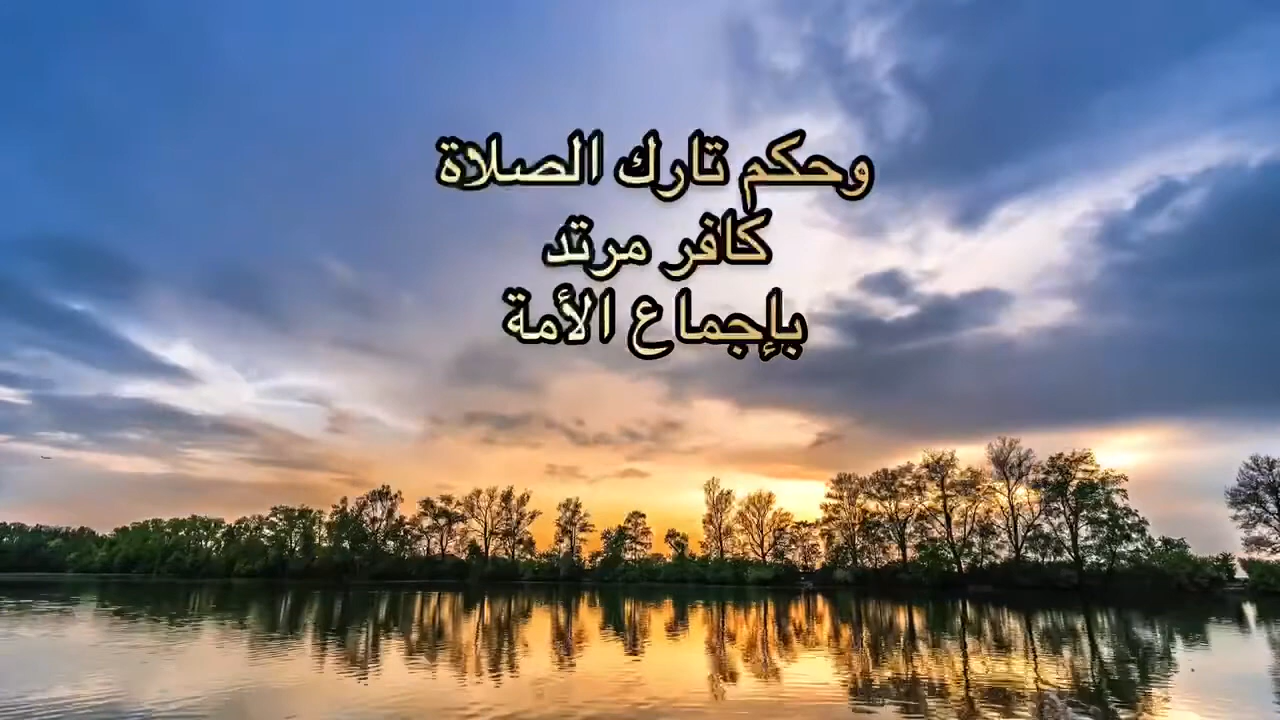 وحكم تارك الصلاة
كافر مرتد
بإجماع الأمة